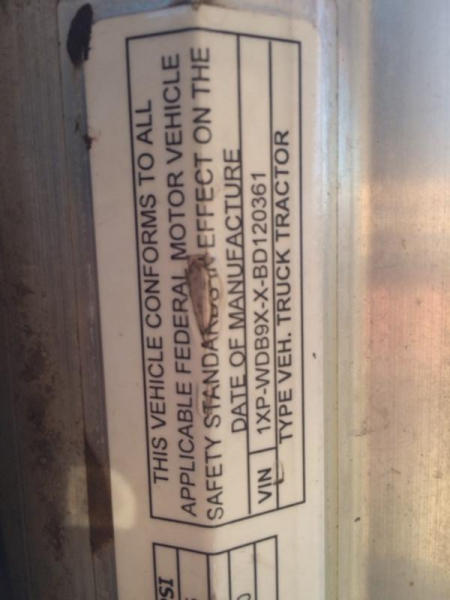 THIS VEHICLE CONFORMS TO ALL
APPLICABLE FEDERAL MOTOR VEHICLE
SAFETY STANDARDS IN EFFECT ON THE
DATE OF MANUFACTURE
VIN 1XP-WDB9X-X-BD120361
TYPE VEH. TRUCK TRACTOR
PSI